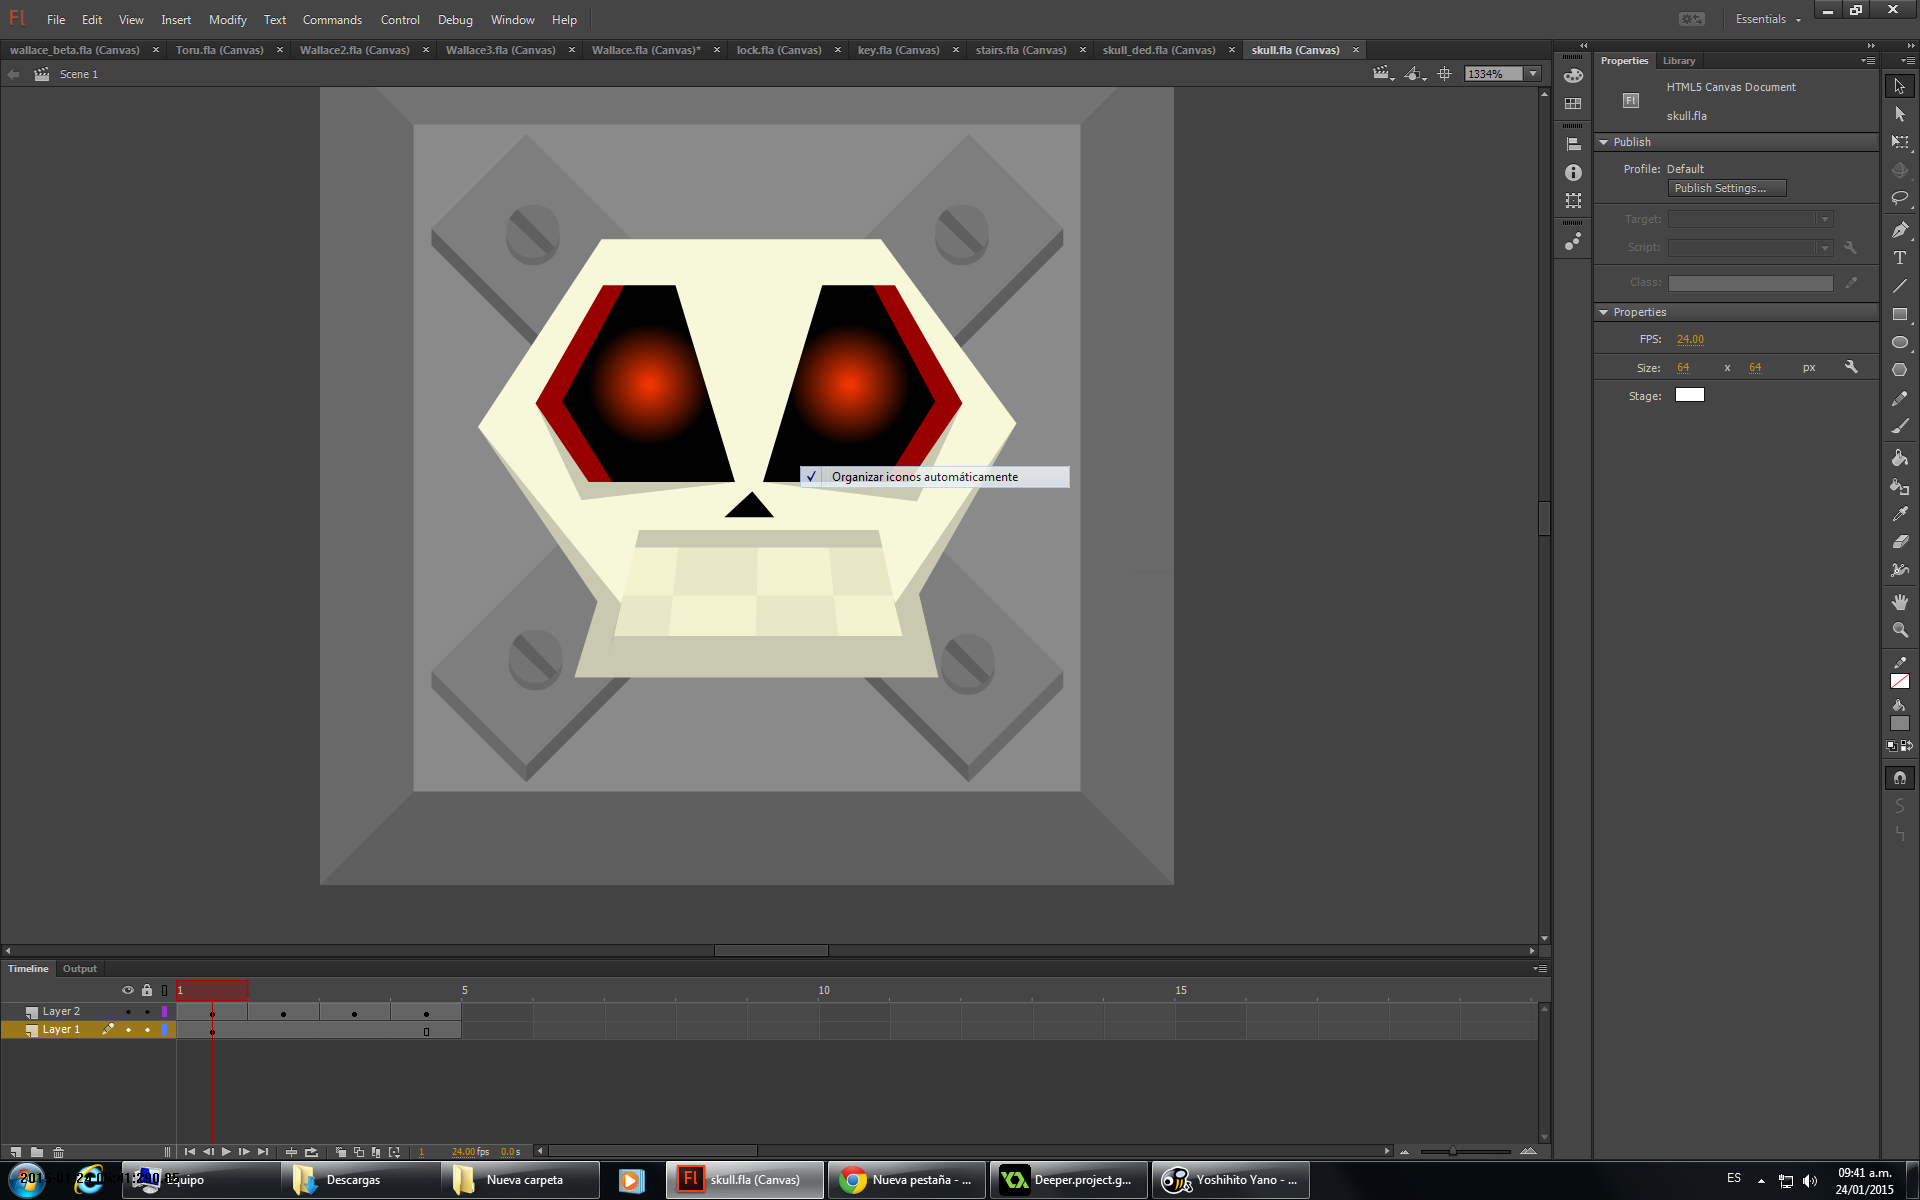 Fl File Edit View Insert Modify Text Commands Control Debug Window Help Essentials
wallace_beta.fla (Canvas) Toru.fla (Canvas) Wallace2.fla (Canvas) Wallace3.fla (Canvas) Wallace.fla (Canvas)* lock.fla (Canvas) key.fla (Canvas) stairs.fla (Canvas) skull_ded.fla (Canvas) skull.fla (Canvas)
Scene 1 1334%
Properties Library
HTML5 Canvas Document
Fl
skull.fla
Publish
Profile: Default
Publish Settings...
Target:
Script:
Class:
Properties
FPS: 24.00
Size: 64 x 64 px
Stage:
Organizar iconos automáticamente
Timeline Output
1 5 10 15
Layer 2
Layer 1
1 24.00 fps 0.0 s
Equipo Descargas Nueva carpeta Fl skull.fla (Canvas) Nueva pestaña - ... Deeper.project.g... Yoshihito Yano - ... ES
09:41 a.m.
24/01/2015